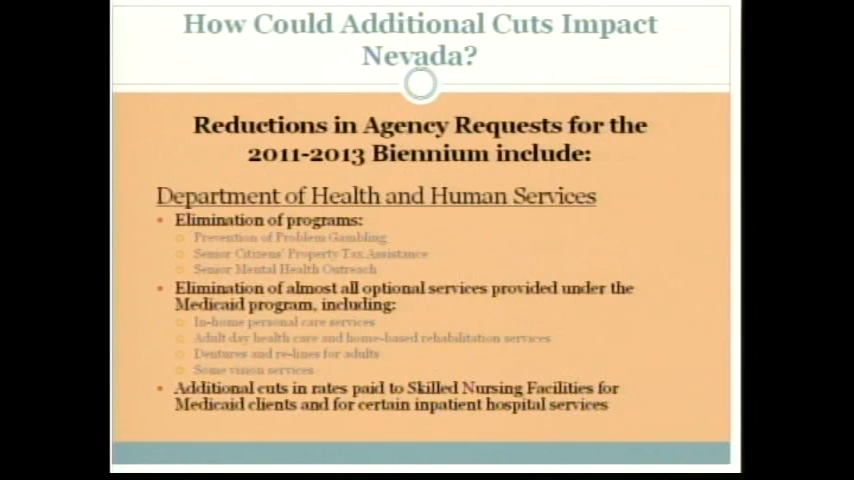 How Could Additional Cuts Impact
Nevada?
Reductions in Agency Requests for the
2011-2013 Biennium include:
Department of Health and Human Services
Elimination of programs:
Prevention of Problem Gambling
Senior Citizens' Property Tax Assistance
Senior Mental Health Outreach
Elimination of almost all optional services provided under the
Medicaid program, including:
In-home personal care services
Adult day health care and home-based rehabilitation services
Dentures and re-lines for adults
Some vision services
Additional cuts in rates paid to Skilled Nursing Facilities for
Medicaid clients and for certain inpatient hospital services